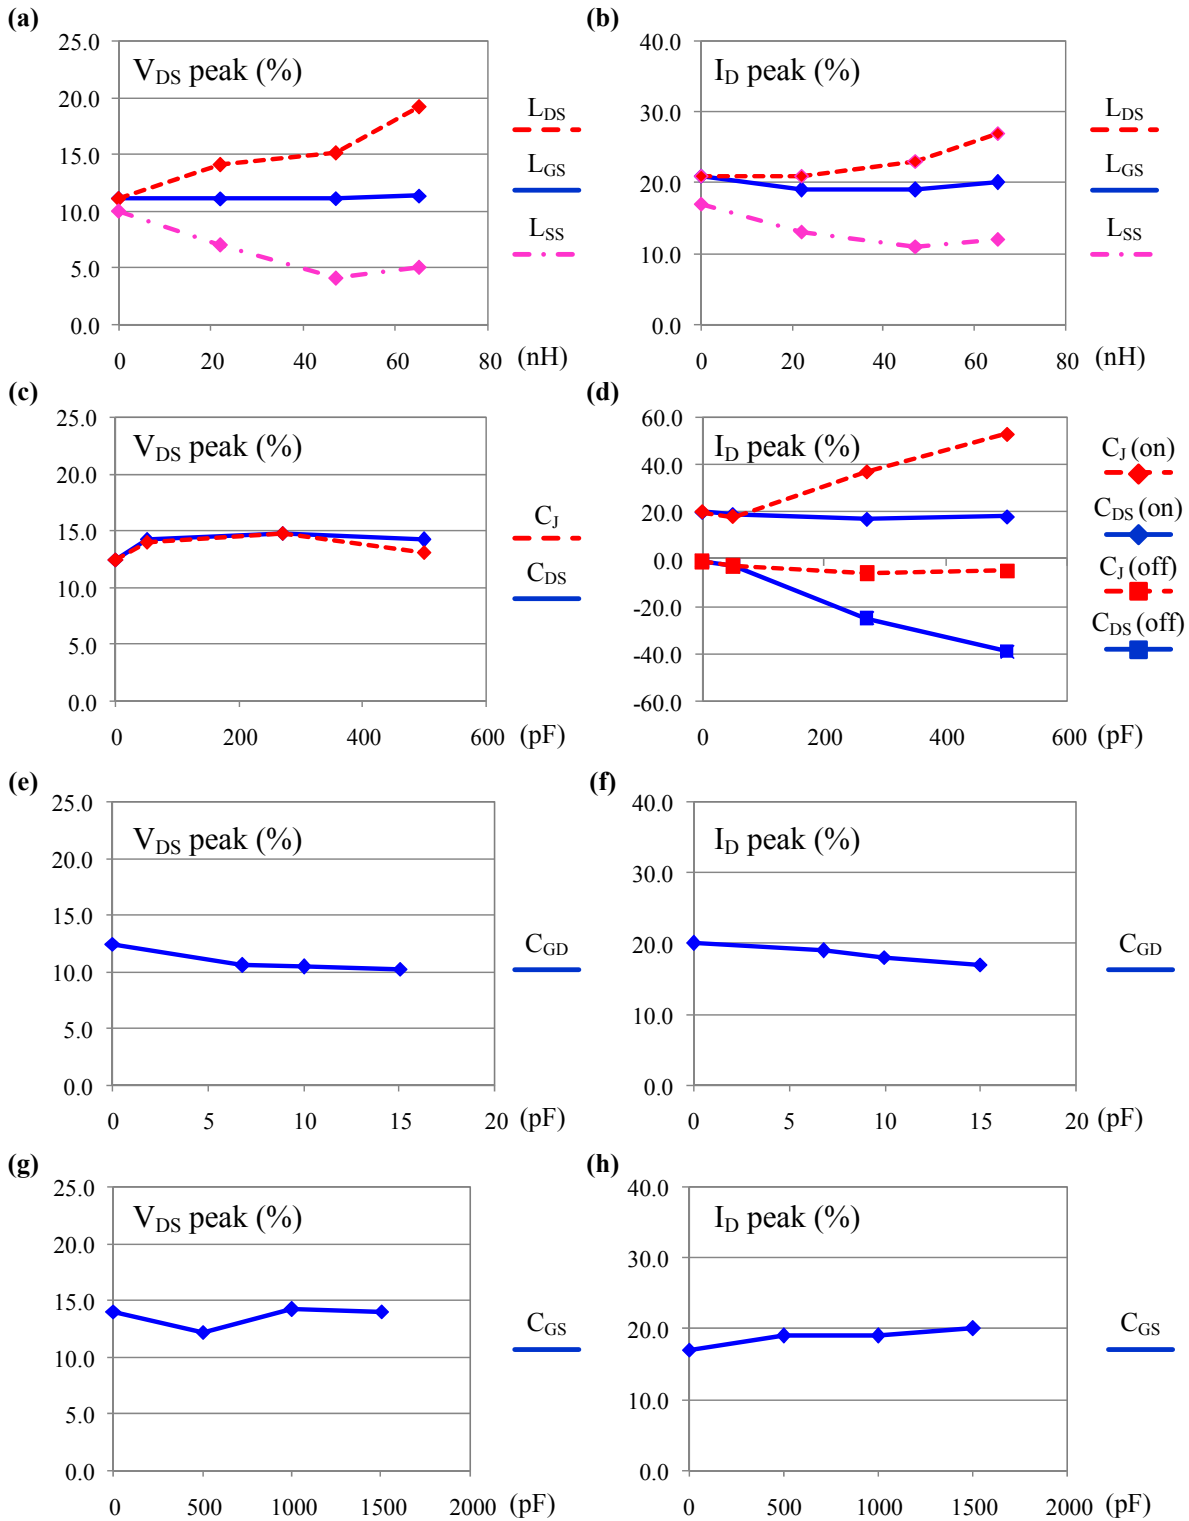 (a)
V_DS peak (%)
25.0
20.0
15.0
10.0
5.0
0.0
0 20 40 60 80 (nH)
L_DS
L_GS
L_SS
(b)
I_D peak (%)
40.0
30.0
20.0
10.0
0.0
0 20 40 60 80 (nH)
L_DS
L_GS
L_SS
(c)
V_DS peak (%)
25.0
20.0
15.0
10.0
5.0
0.0
0 200 400 600 (pF)
C_J
C_DS
(d)
I_D peak (%)
60.0
40.0
20.0
0.0
-20.0
-40.0
-60.0
0 200 400 600 (pF)
C_J (on)
C_DS (on)
C_J (off)
C_DS (off)
(e)
V_DS peak (%)
25.0
20.0
15.0
10.0
5.0
0.0
0 5 10 15 20 (pF)
C_GD
(f)
I_D peak (%)
40.0
30.0
20.0
10.0
0.0
0 5 10 15 20 (pF)
C_GD
(g)
V_DS peak (%)
25.0
20.0
15.0
10.0
5.0
0.0
0 500 1000 1500 2000 (pF)
C_GS
(h)
I_D peak (%)
40.0
30.0
20.0
10.0
0.0
0 500 1000 1500 2000 (pF)
C_GS